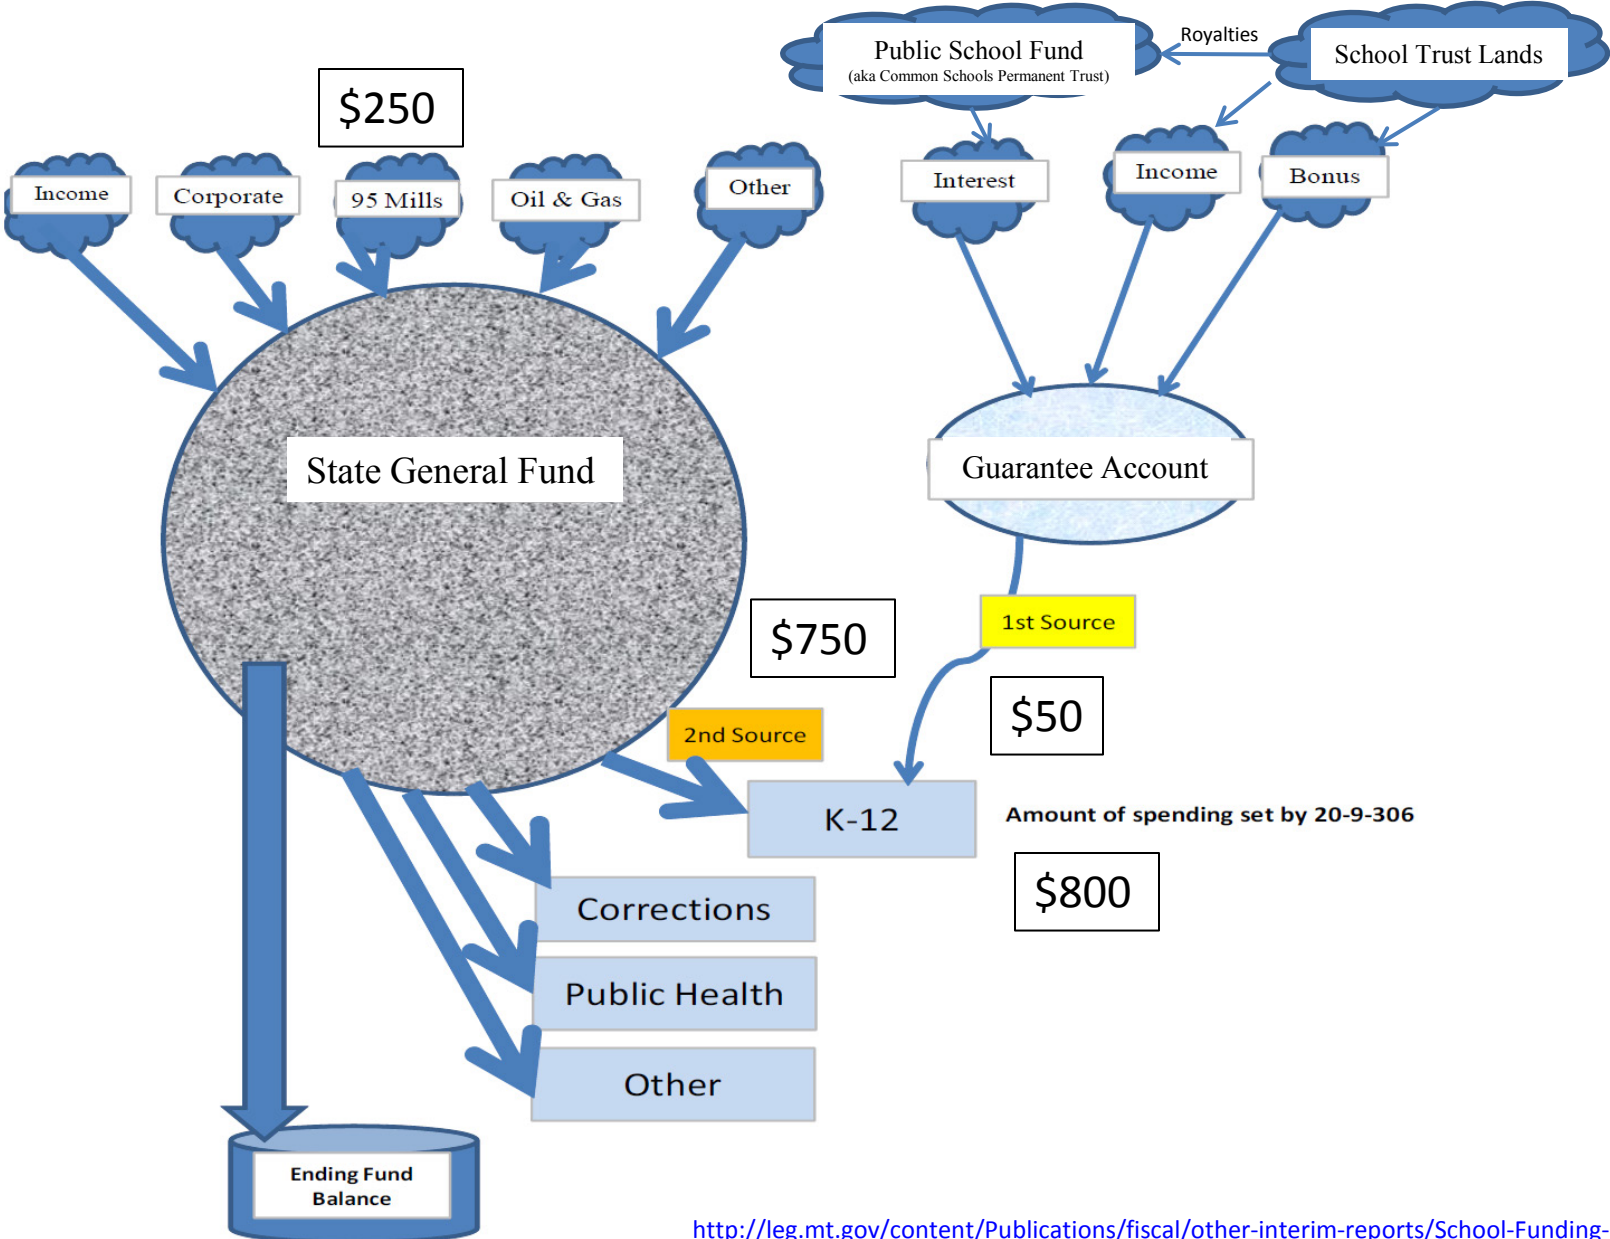 Public School Fund
(aka Common Schools Permanent Trust)
Royalties
School Trust Lands
$250
Income
Corporate
95 Mills
Oil & Gas
Other
Interest
Income
Bonus
State General Fund
Guarantee Account
1st Source
$750
$50
2nd Source
K-12
Amount of spending set by 20-9-306
$800
Corrections
Public Health
Other
Ending Fund
Balance
http://leg.mt.gov/content/Publications/fiscal/other-interim-reports/School-Funding-